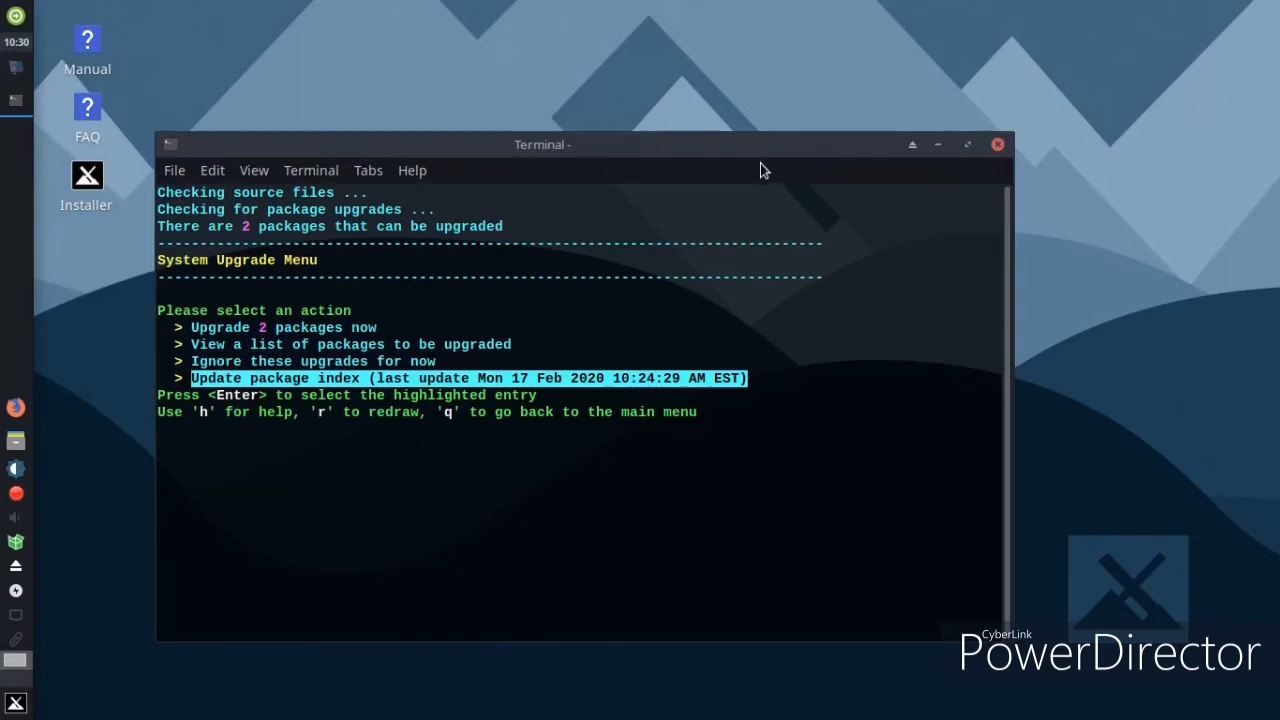 10:30
Manual
FAQ
Installer
Terminal -
File Edit View Terminal Tabs Help
Checking source files ...
Checking for package upgrades ...
There are 2 packages that can be upgraded
-------------------------------------------------------------------------------
System Upgrade Menu
-------------------------------------------------------------------------------
Please select an action
> Upgrade 2 packages now
> View a list of packages to be upgraded
> Ignore these upgrades for now
> Update package index (last update Mon 17 Feb 2020 10:24:29 AM EST)
Press <Enter> to select the highlighted entry
Use 'h' for help, 'r' to redraw, 'q' to go back to the main menu
CyberLink
PowerDirector